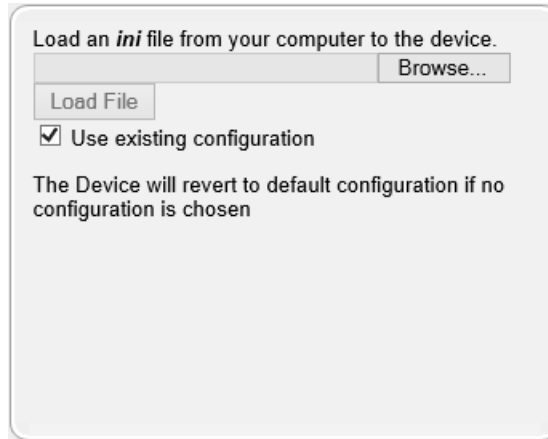 Load an ini file from your computer to the device.
Browse...
Load File
Use existing configuration
The Device will revert to default configuration if no
configuration is chosen